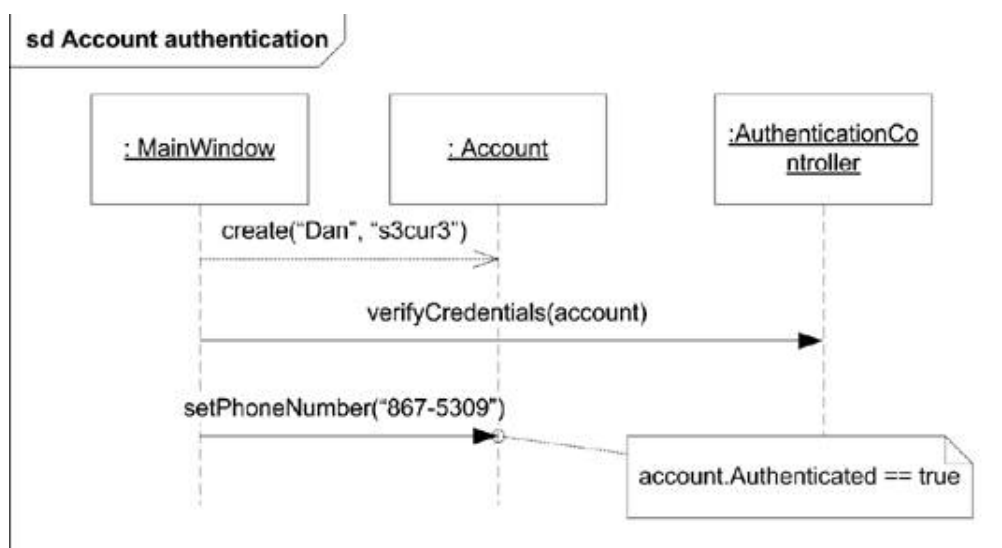 sd Account authentication
: MainWindow
: Account
:AuthenticationCo
ntroller
create("Dan", "s3cur3")
verifyCredentials(account)
setPhoneNumber("867-5309")
account.Authenticated == true